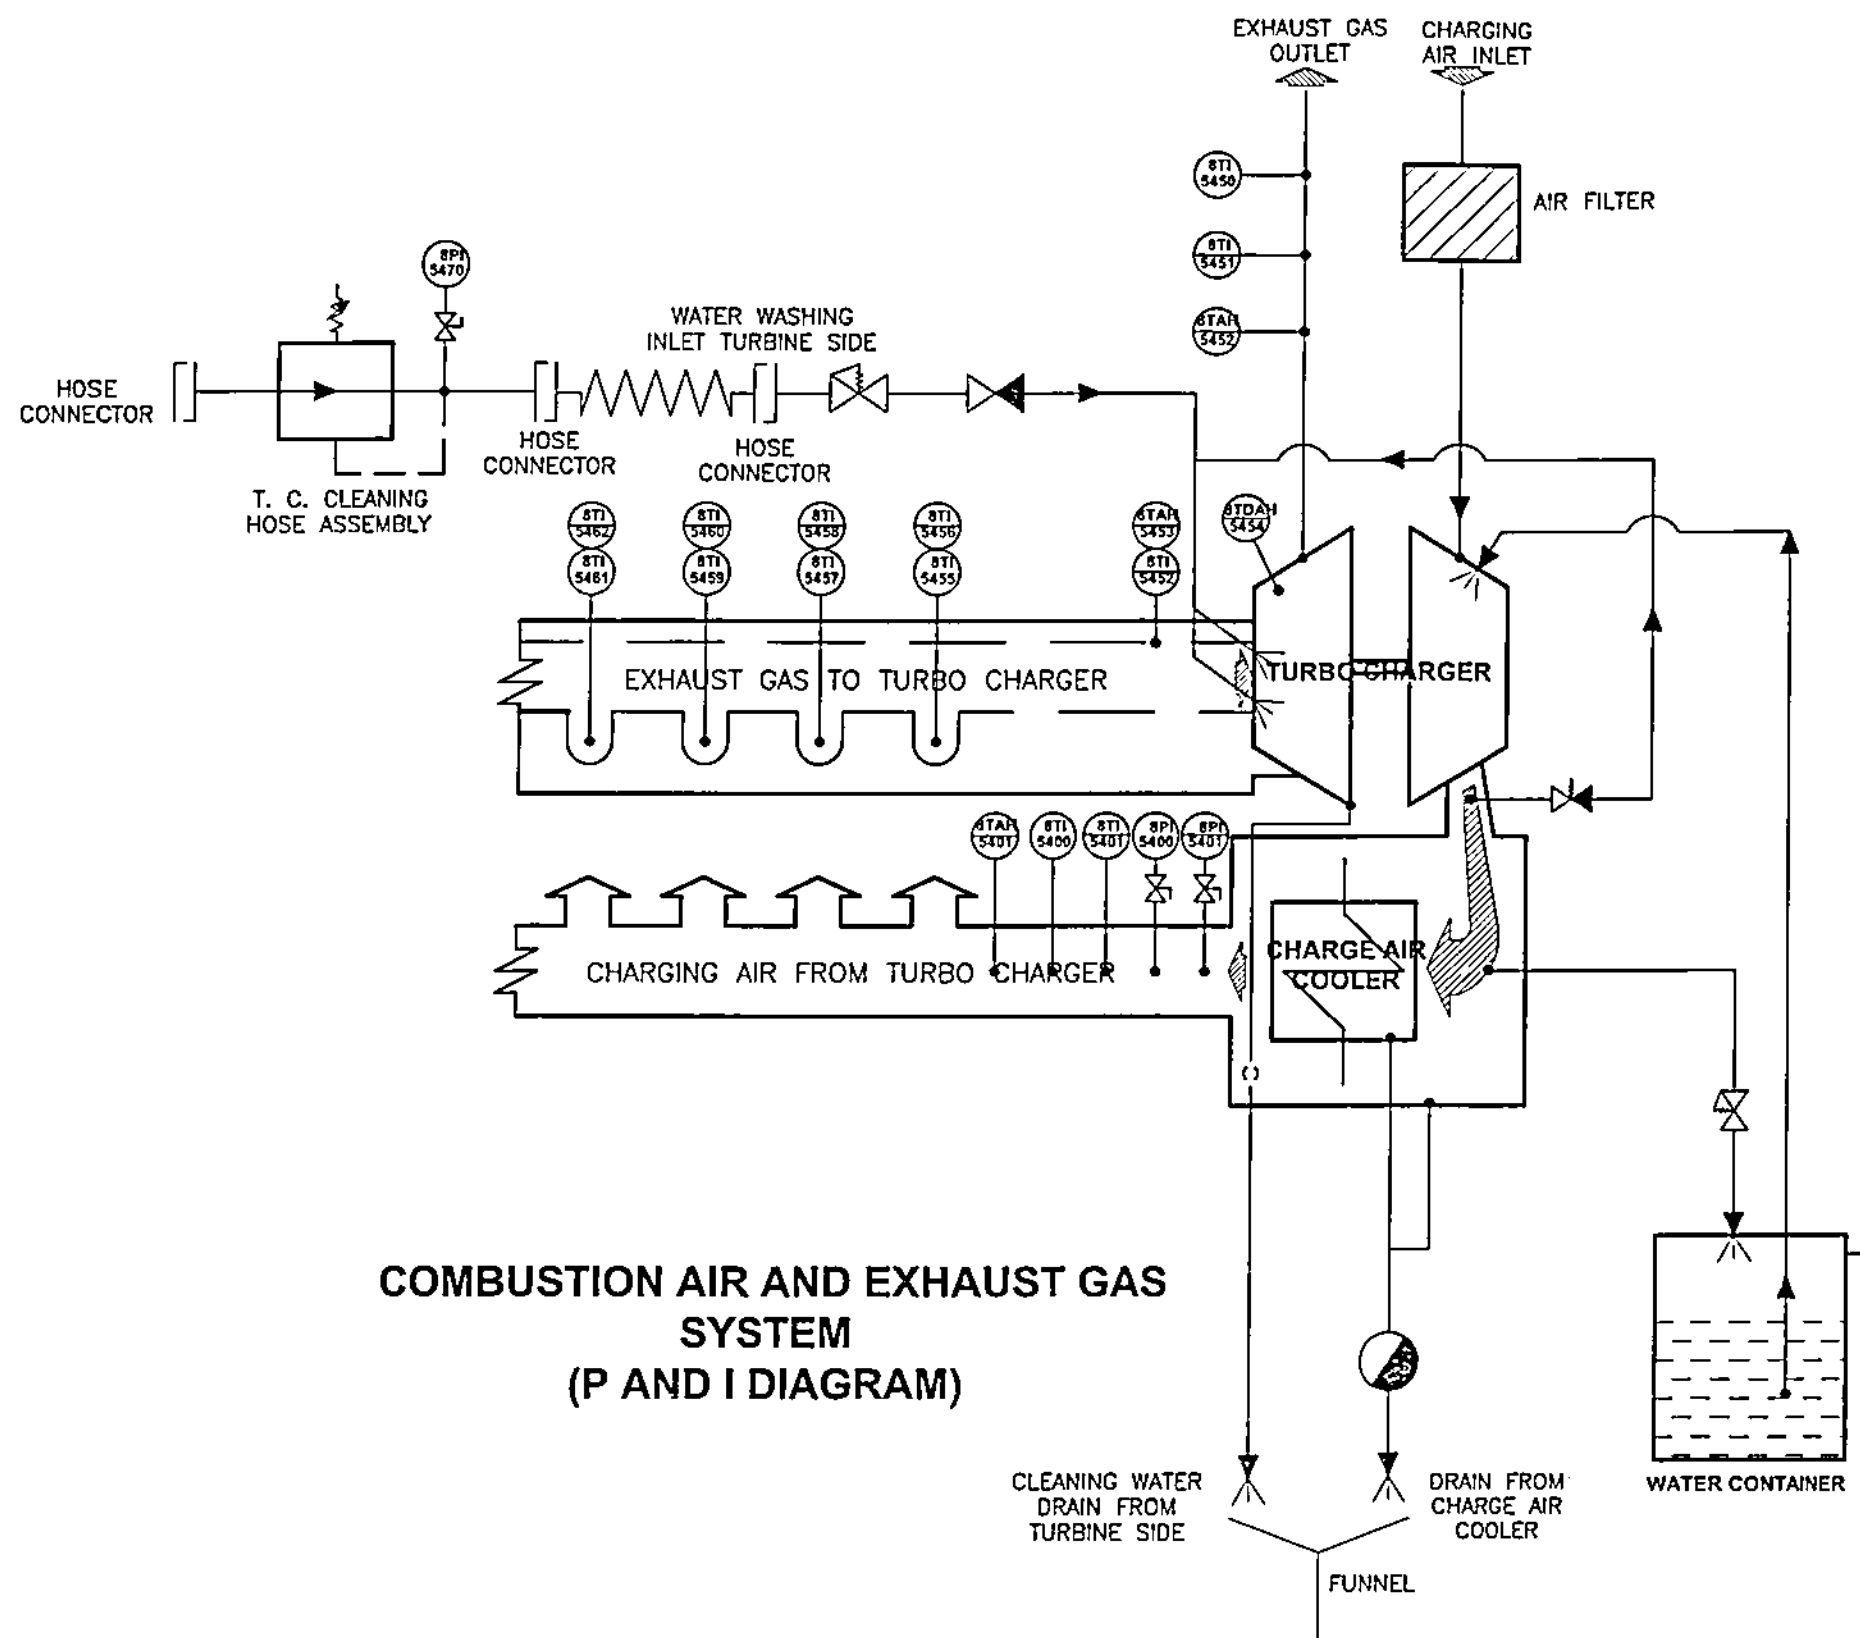 EXHAUST GAS
OUTLET
CHARGING
AIR INLET
8TI
5450
AIR FILTER
8TI
5451
8PI
5470
8TAH
5452
WATER WASHING
INLET TURBINE SIDE
HOSE
CONNECTOR
HOSE
CONNECTOR
HOSE
CONNECTOR
T. C. CLEANING
HOSE ASSEMBLY
8TI
5462
8TI
5461
8TI
5460
8TI
5459
8TI
5458
8TI
5457
8TI
5456
8TI
5455
8TAH
5453
8TI
5452
8TDAH
5454
EXHAUST GAS TO TURBO CHARGER
TURBO CHARGER
8TAH
5401
8TI
5400
8TI
5401
8PI
5400
8PI
5401
CHARGING AIR FROM TURBO CHARGER
CHARGE AIR
COOLER
COMBUSTION AIR AND EXHAUST GAS
SYSTEM
(P AND I DIAGRAM)
CLEANING WATER
DRAIN FROM
TURBINE SIDE
DRAIN FROM
CHARGE AIR
COOLER
WATER CONTAINER
FUNNEL